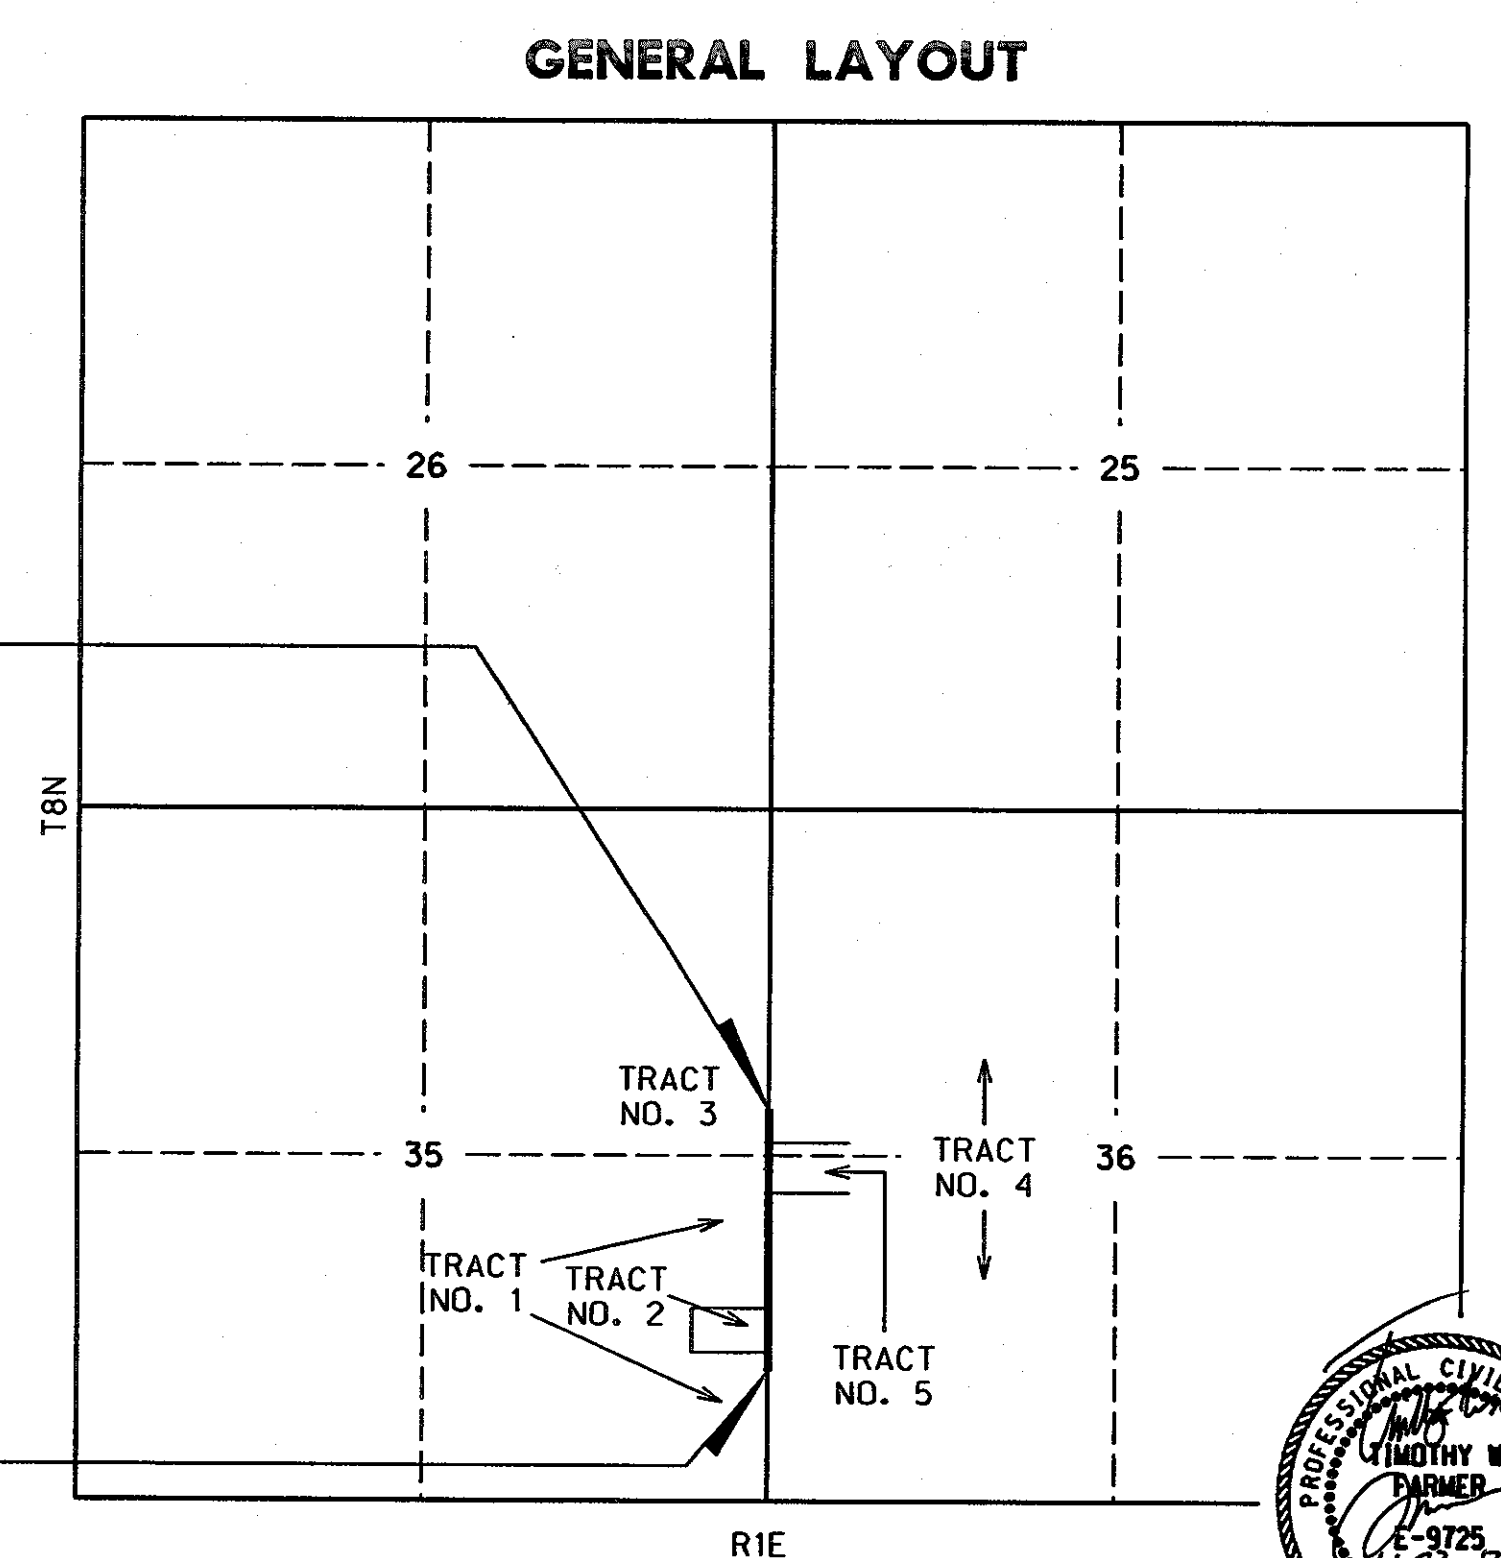 GENERAL LAYOUT
26
25
T8N
TRACT
NO. 3
35
TRACT
NO. 4
36
TRACT
NO. 1
TRACT
NO. 2
TRACT
NO. 5
R1E
PROFESSIONAL CIVIL
TIMOTHY W
FARMER
E-9725